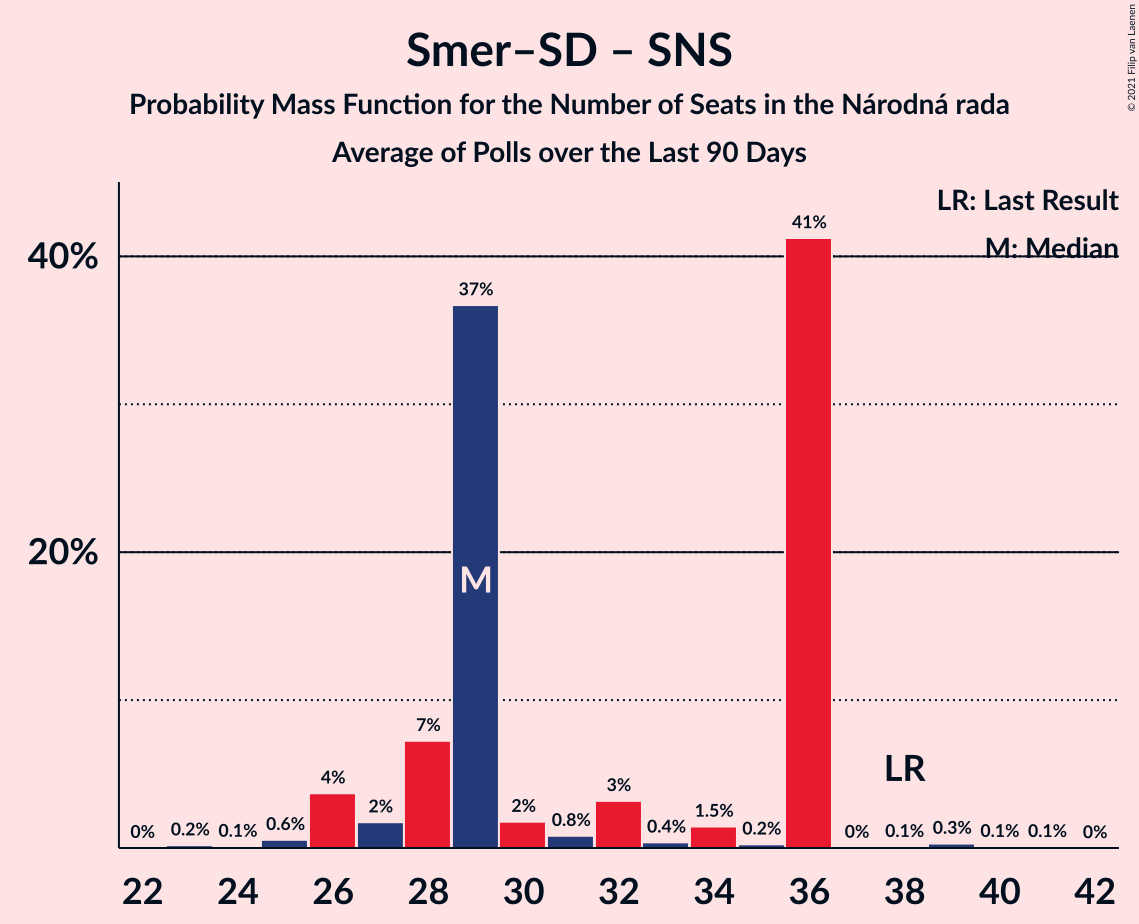 Smer–SD – SNS
Probability Mass Function for the Number of Seats in the Národná rada
Average of Polls over the Last 90 Days
© 2021 Filip van Laenen
LR: Last Result
M: Median
40%
20%
0%
0.2%
0.1%
0.6%
4%
2%
7%
37%
2%
0.8%
3%
0.4%
1.5%
0.2%
41%
0%
0.1%
0.3%
0.1%
0.1%
0%
M
LR
22 24 26 28 30 32 34 36 38 40 42